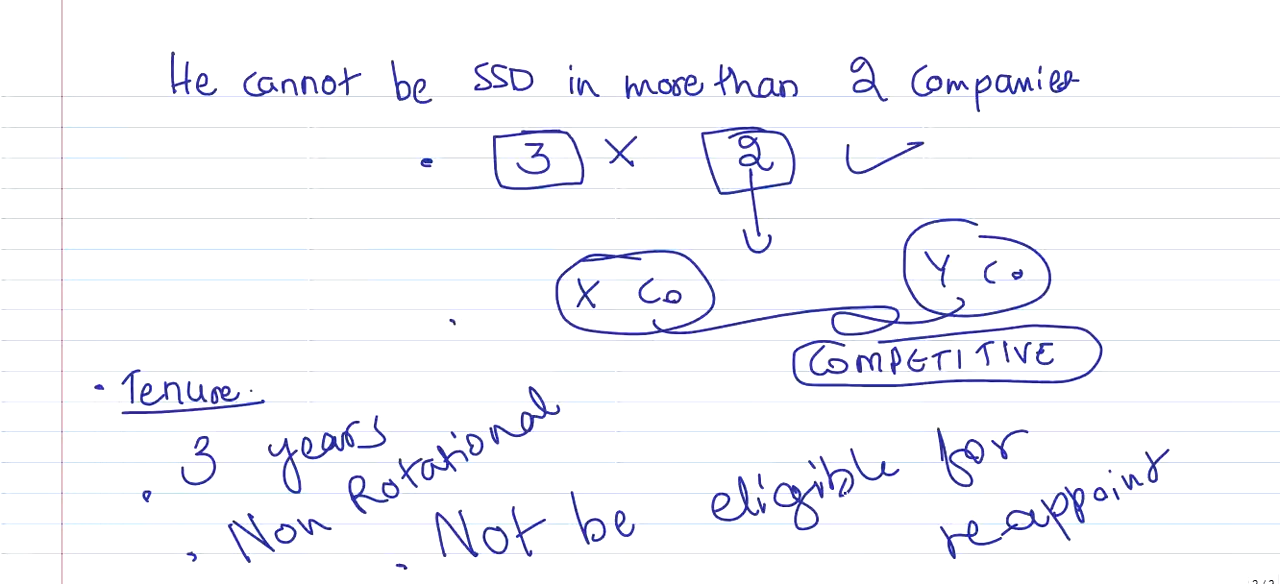 He cannot be SSD in more than 2 Companies
• 3 × 2 ✓
X Co Y Co
COMPETITIVE
• Tenure:
• 3 years
• Non Rotational
• Not be eligible for reappoint